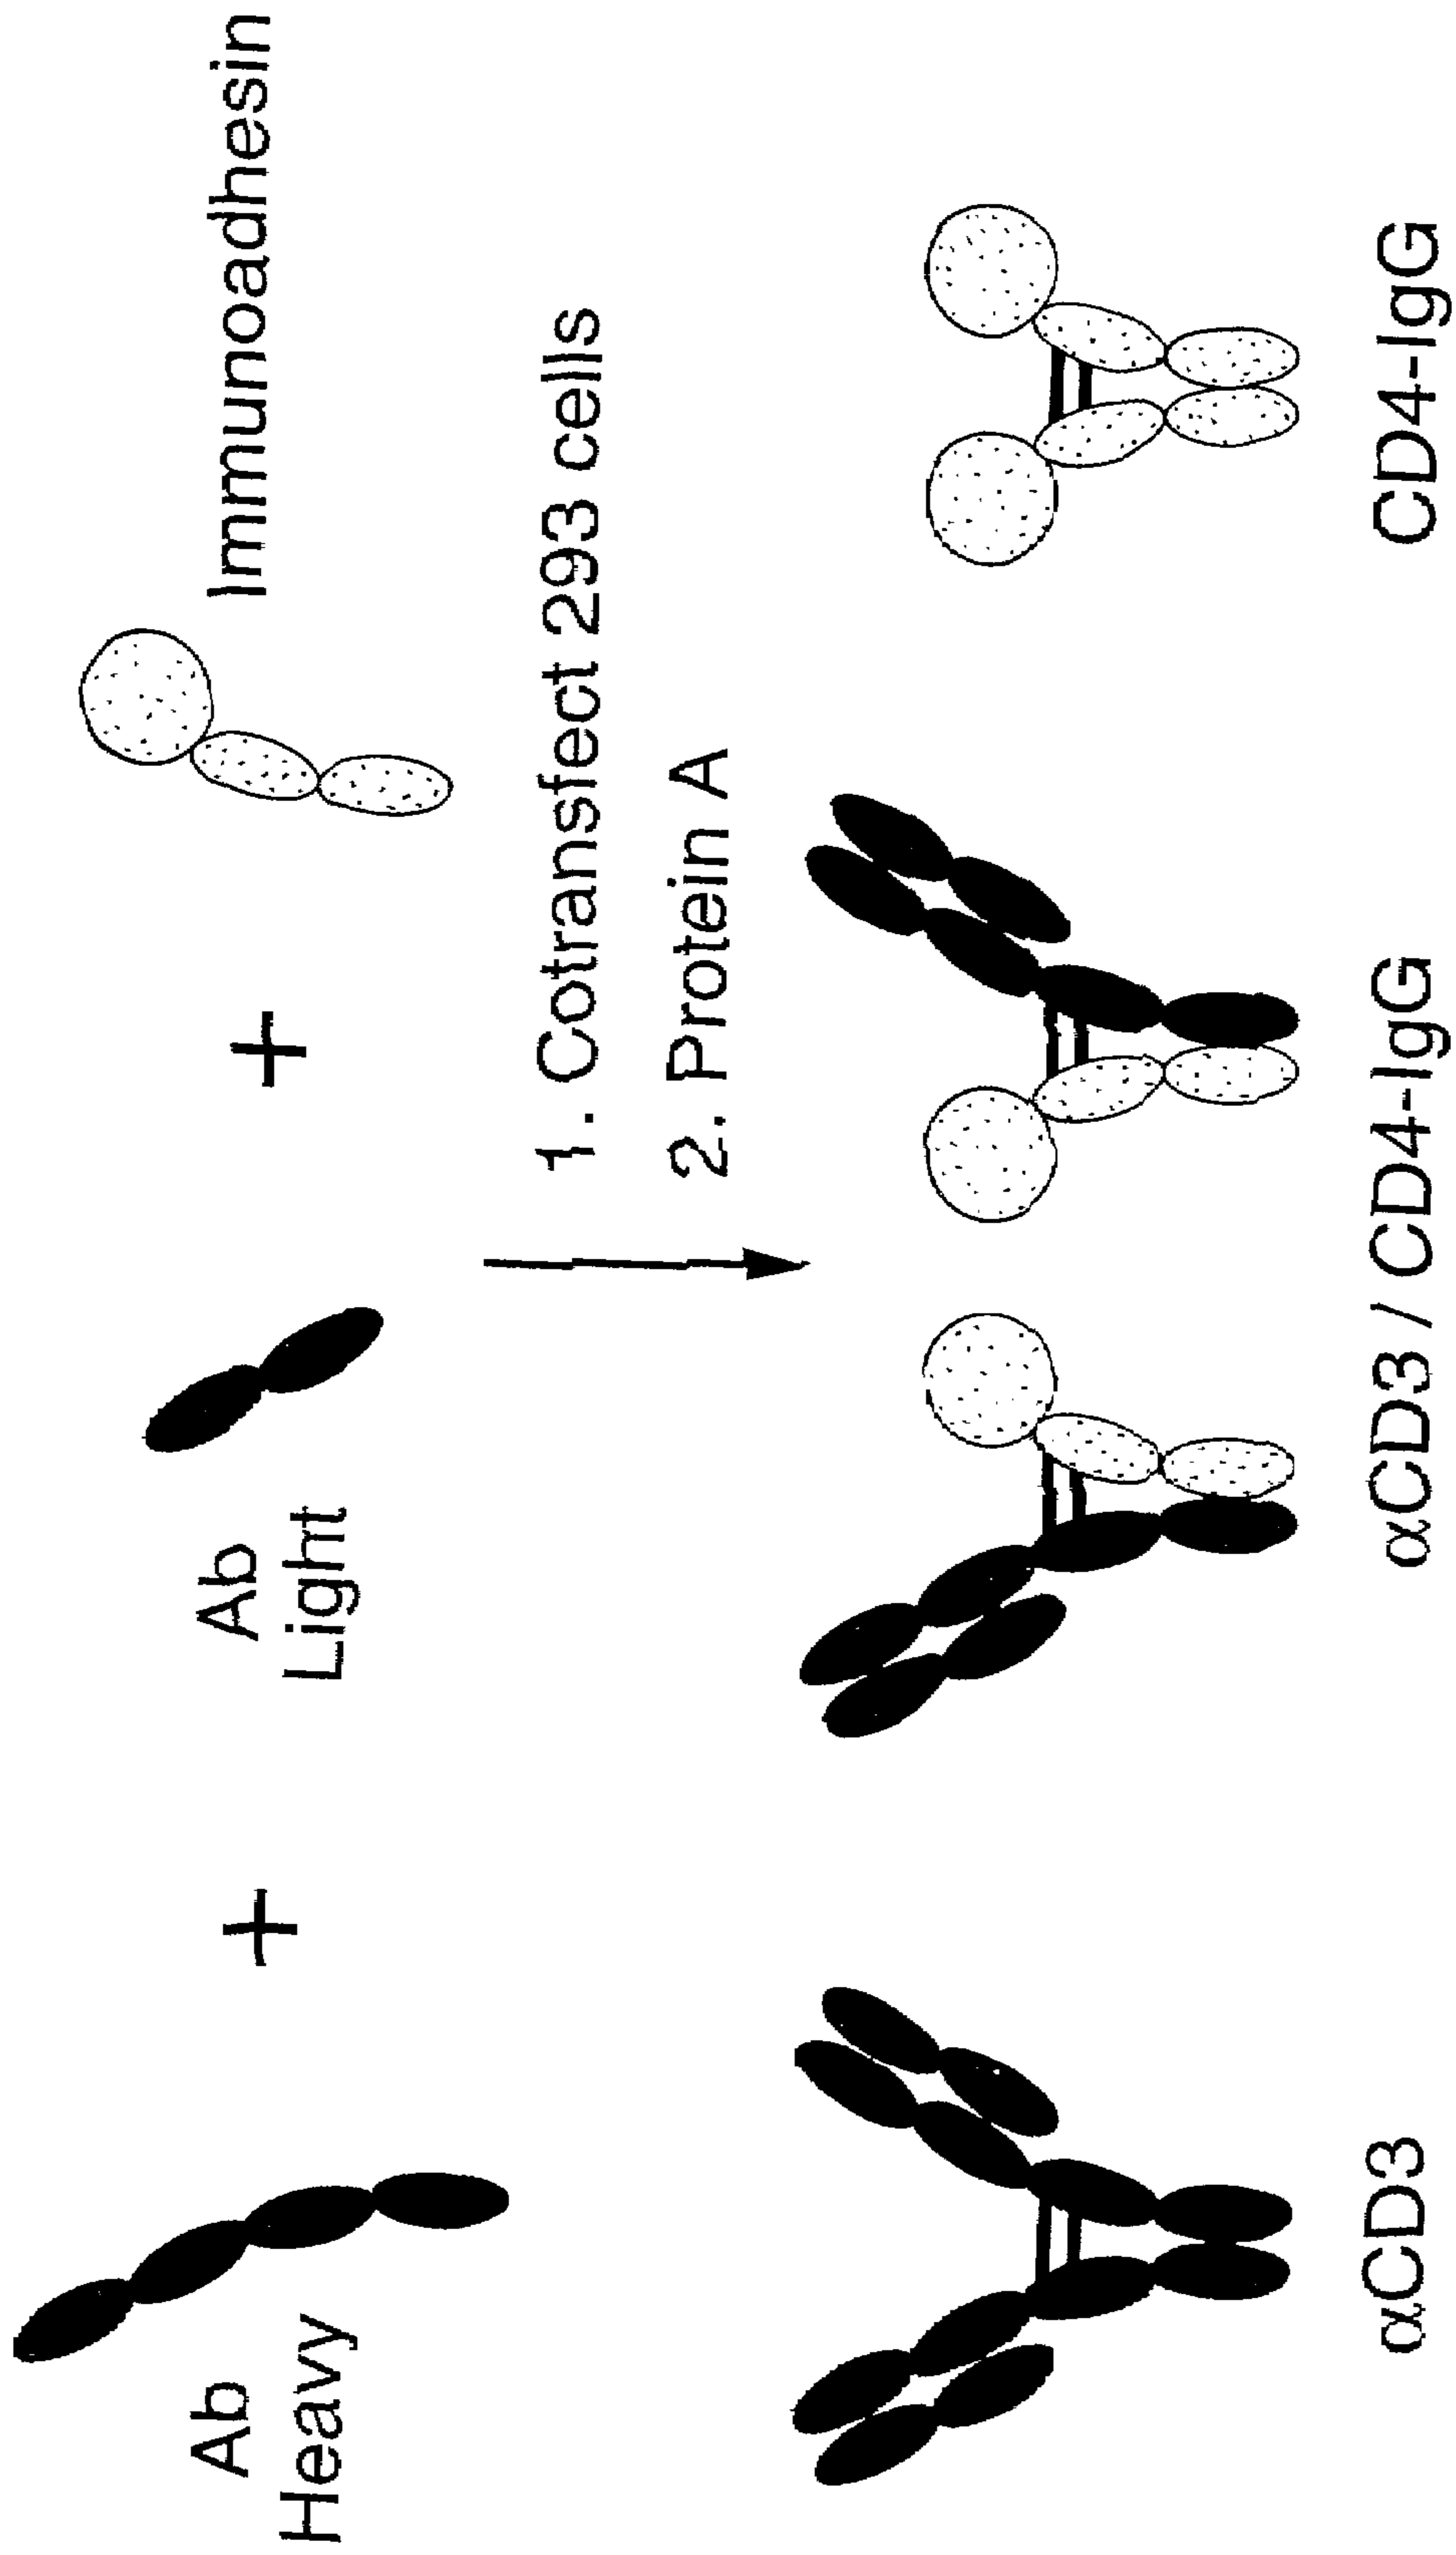 Ab
Heavy
+
Ab
Light
+
Immunoadhesin
1. Cotransfect 293 cells
2. Protein A
αCD3
αCD3 / CD4-IgG
CD4-IgG